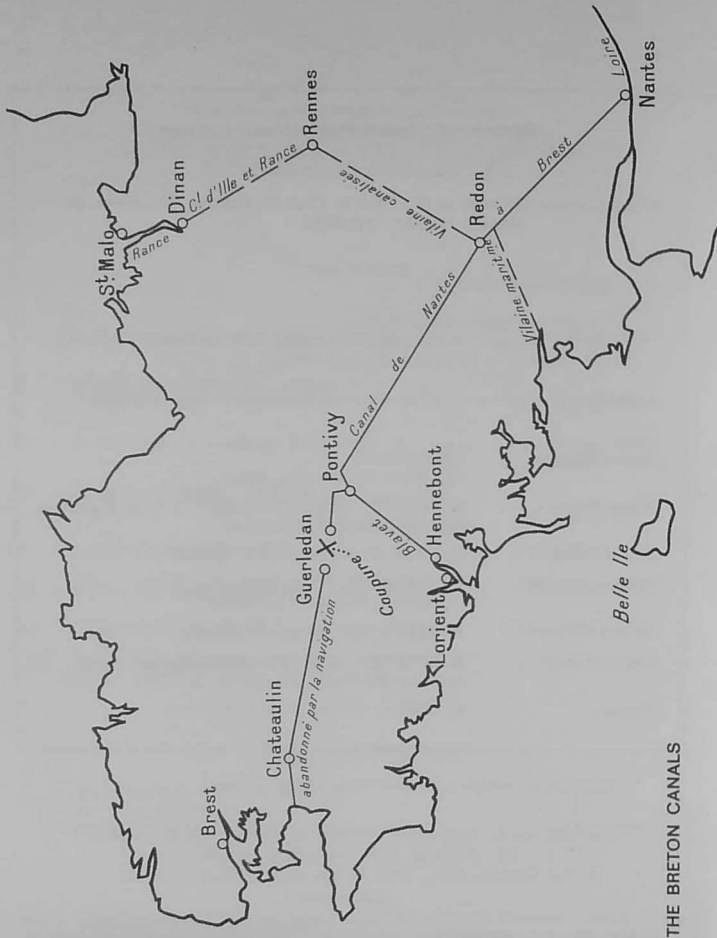 St. Malo
Rance
Dinan
Cl. d'Ille et Rance
Rennes
Vilaine canalisée
Redon
Brest
Chateaulin
abandonné par la navigation
Guerledan
X
Coupure
Pontivy
Blavet
Hennebont
Lorient
Canal de Nantes à Brest
Vilaine maritime
Loire
Nantes
Belle Ile
THE BRETON CANALS